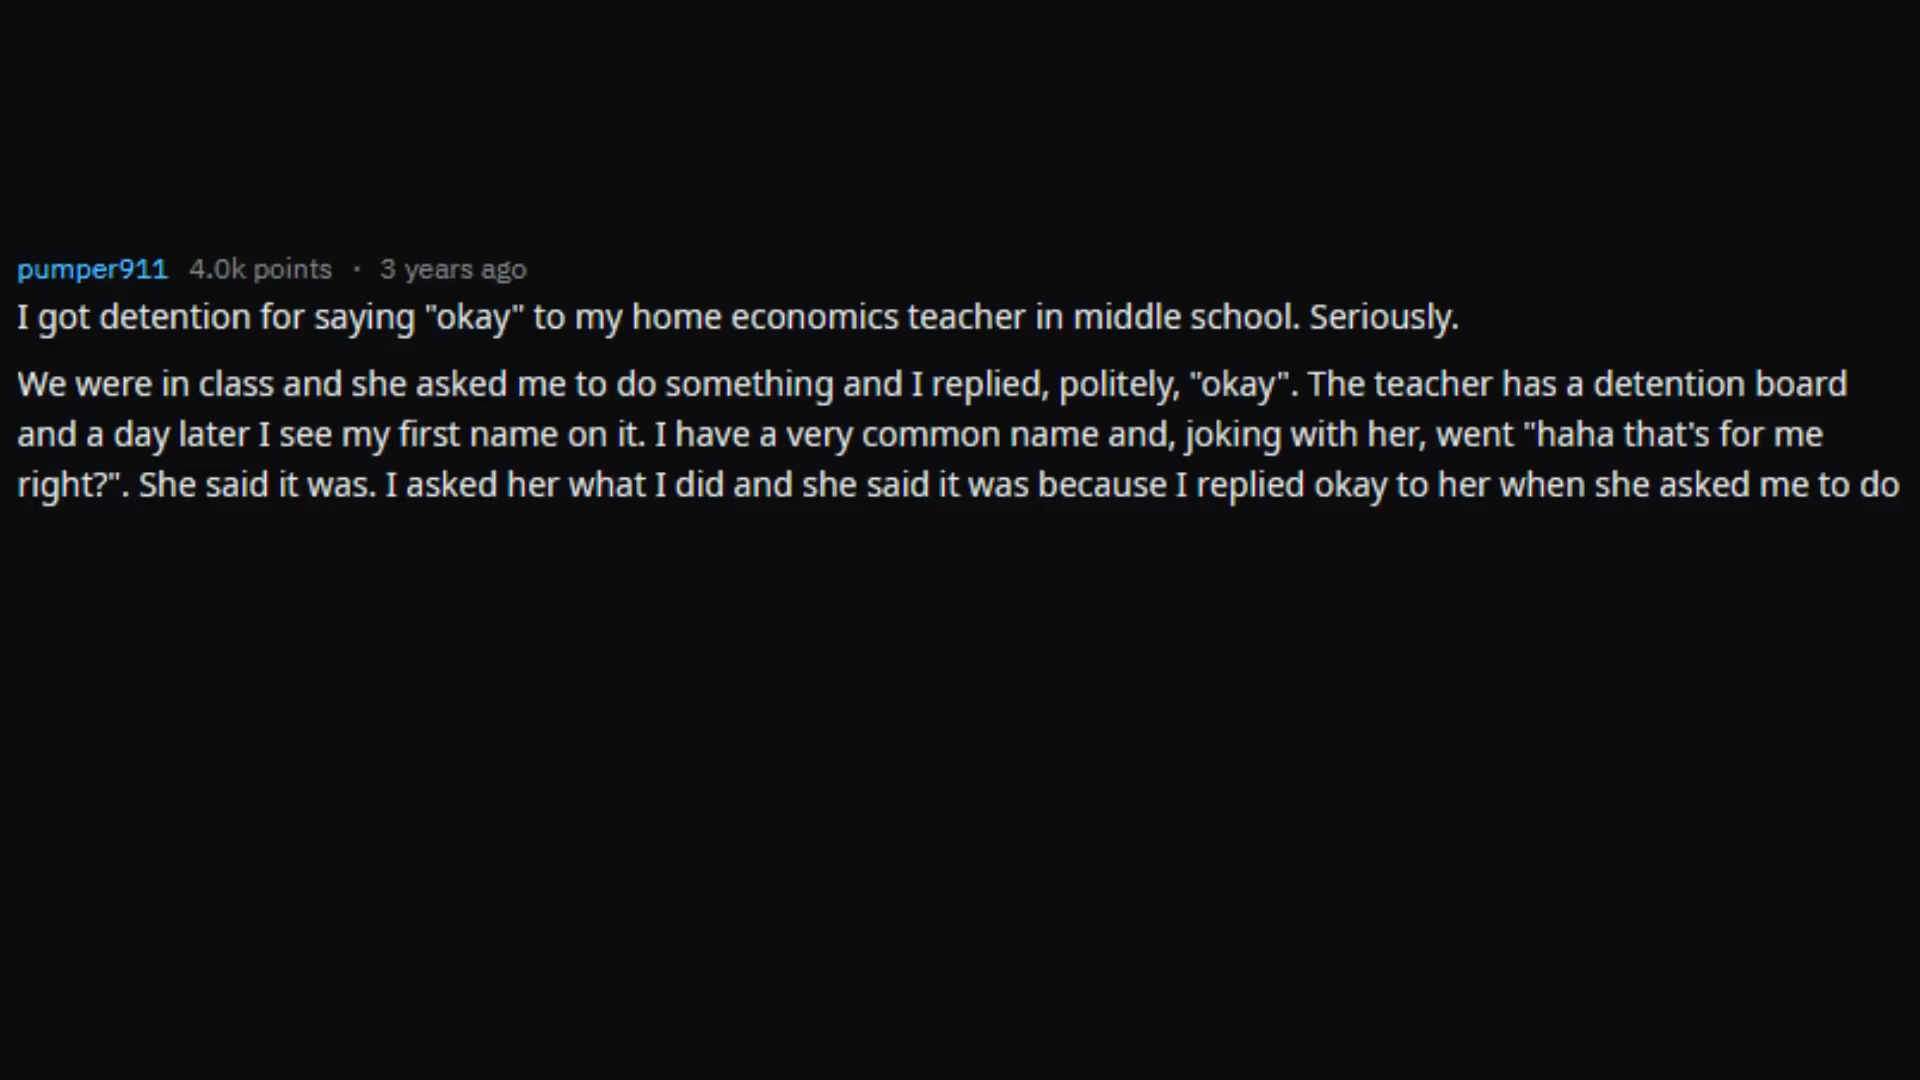 pumper911 4.0k points · 3 years ago
I got detention for saying "okay" to my home economics teacher in middle school. Seriously.
We were in class and she asked me to do something and I replied, politely, "okay". The teacher has a detention board
and a day later I see my first name on it. I have a very common name and, joking with her, went "haha that's for me
right?". She said it was. I asked her what I did and she said it was because I replied okay to her when she asked me to do